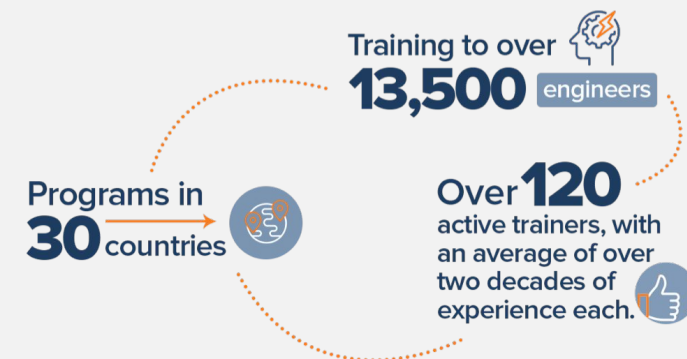 Training to over
13,500 engineers
Programs in
30 countries
Over 120
active trainers, with
an average of over
two decades of
experience each.